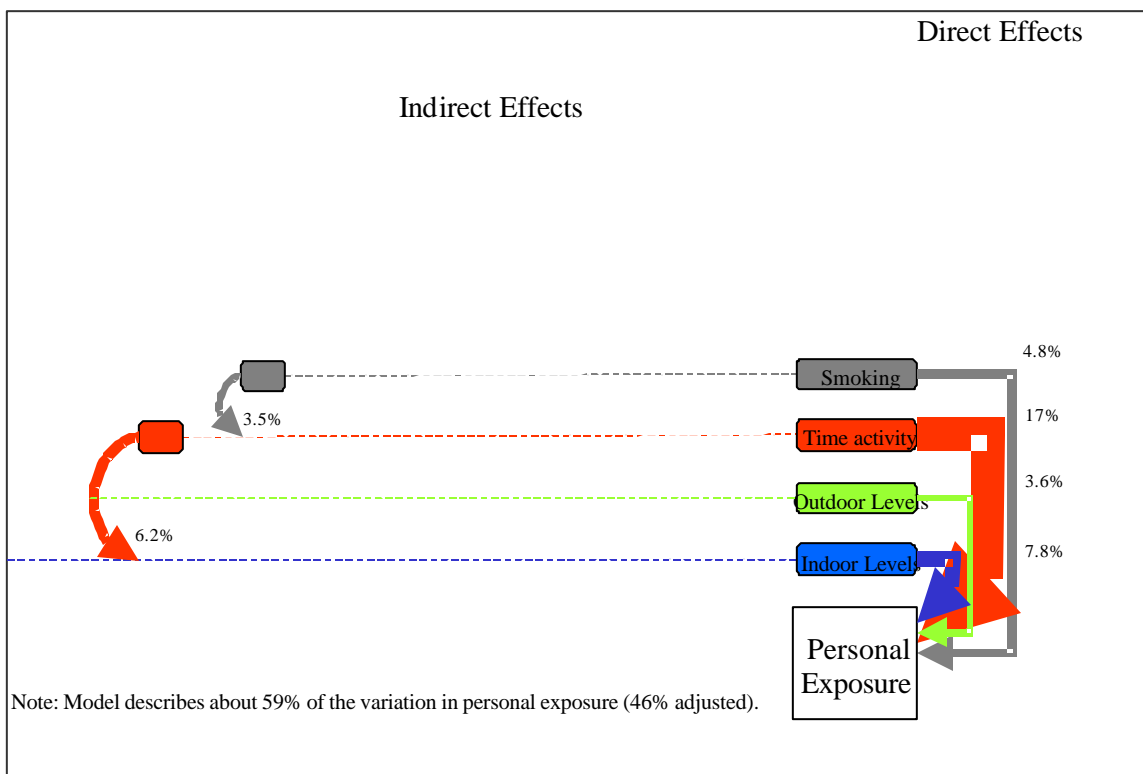 Direct Effects
Indirect Effects
4.8%
Smoking
3.5%
17%
Time activity
3.6%
Outdoor Levels
6.2%
7.8%
Indoor Levels
Personal
Exposure
Note: Model describes about 59% of the variation in personal exposure (46% adjusted).